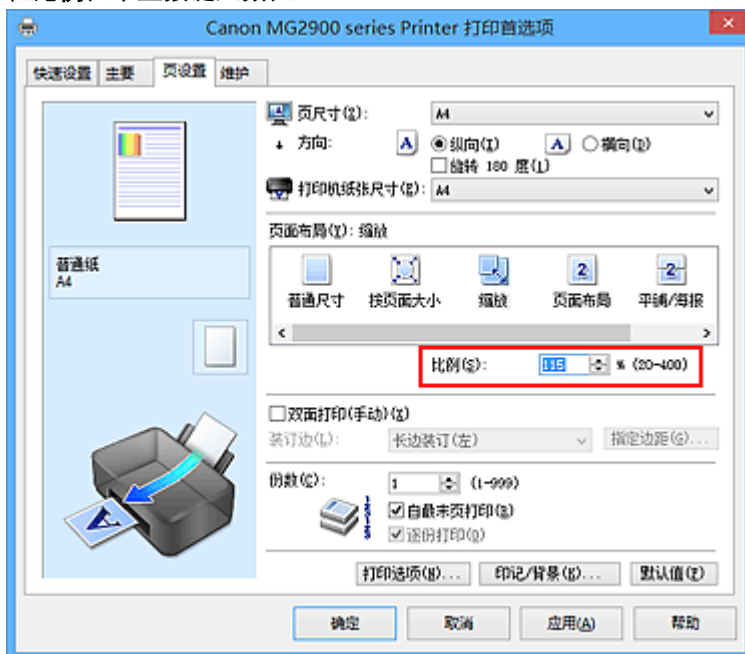 Canon MG2900 series Printer 打印首选项
快速设置 主要 页设置 维护
页尺寸(Z): A4
方向: A 纵向(I) A 横向(D)
旋转 180 度(L)
打印机纸张尺寸(E): A4
页面布局(Y): 缩放
普通纸
A4
普通尺寸 按页面大小 缩放 页面布局 平铺/海报
比例(S): 115 % (20-400)
双面打印(手动)(X)
装订边(L): 长边装订(左) 指定边距(G)...
份数(C): 1 (1-999)
自最末页打印(R)
逐份打印(O)
打印选项(N)... 印记/背景(B)... 默认值(F)
确定 取消 应用(A) 帮助